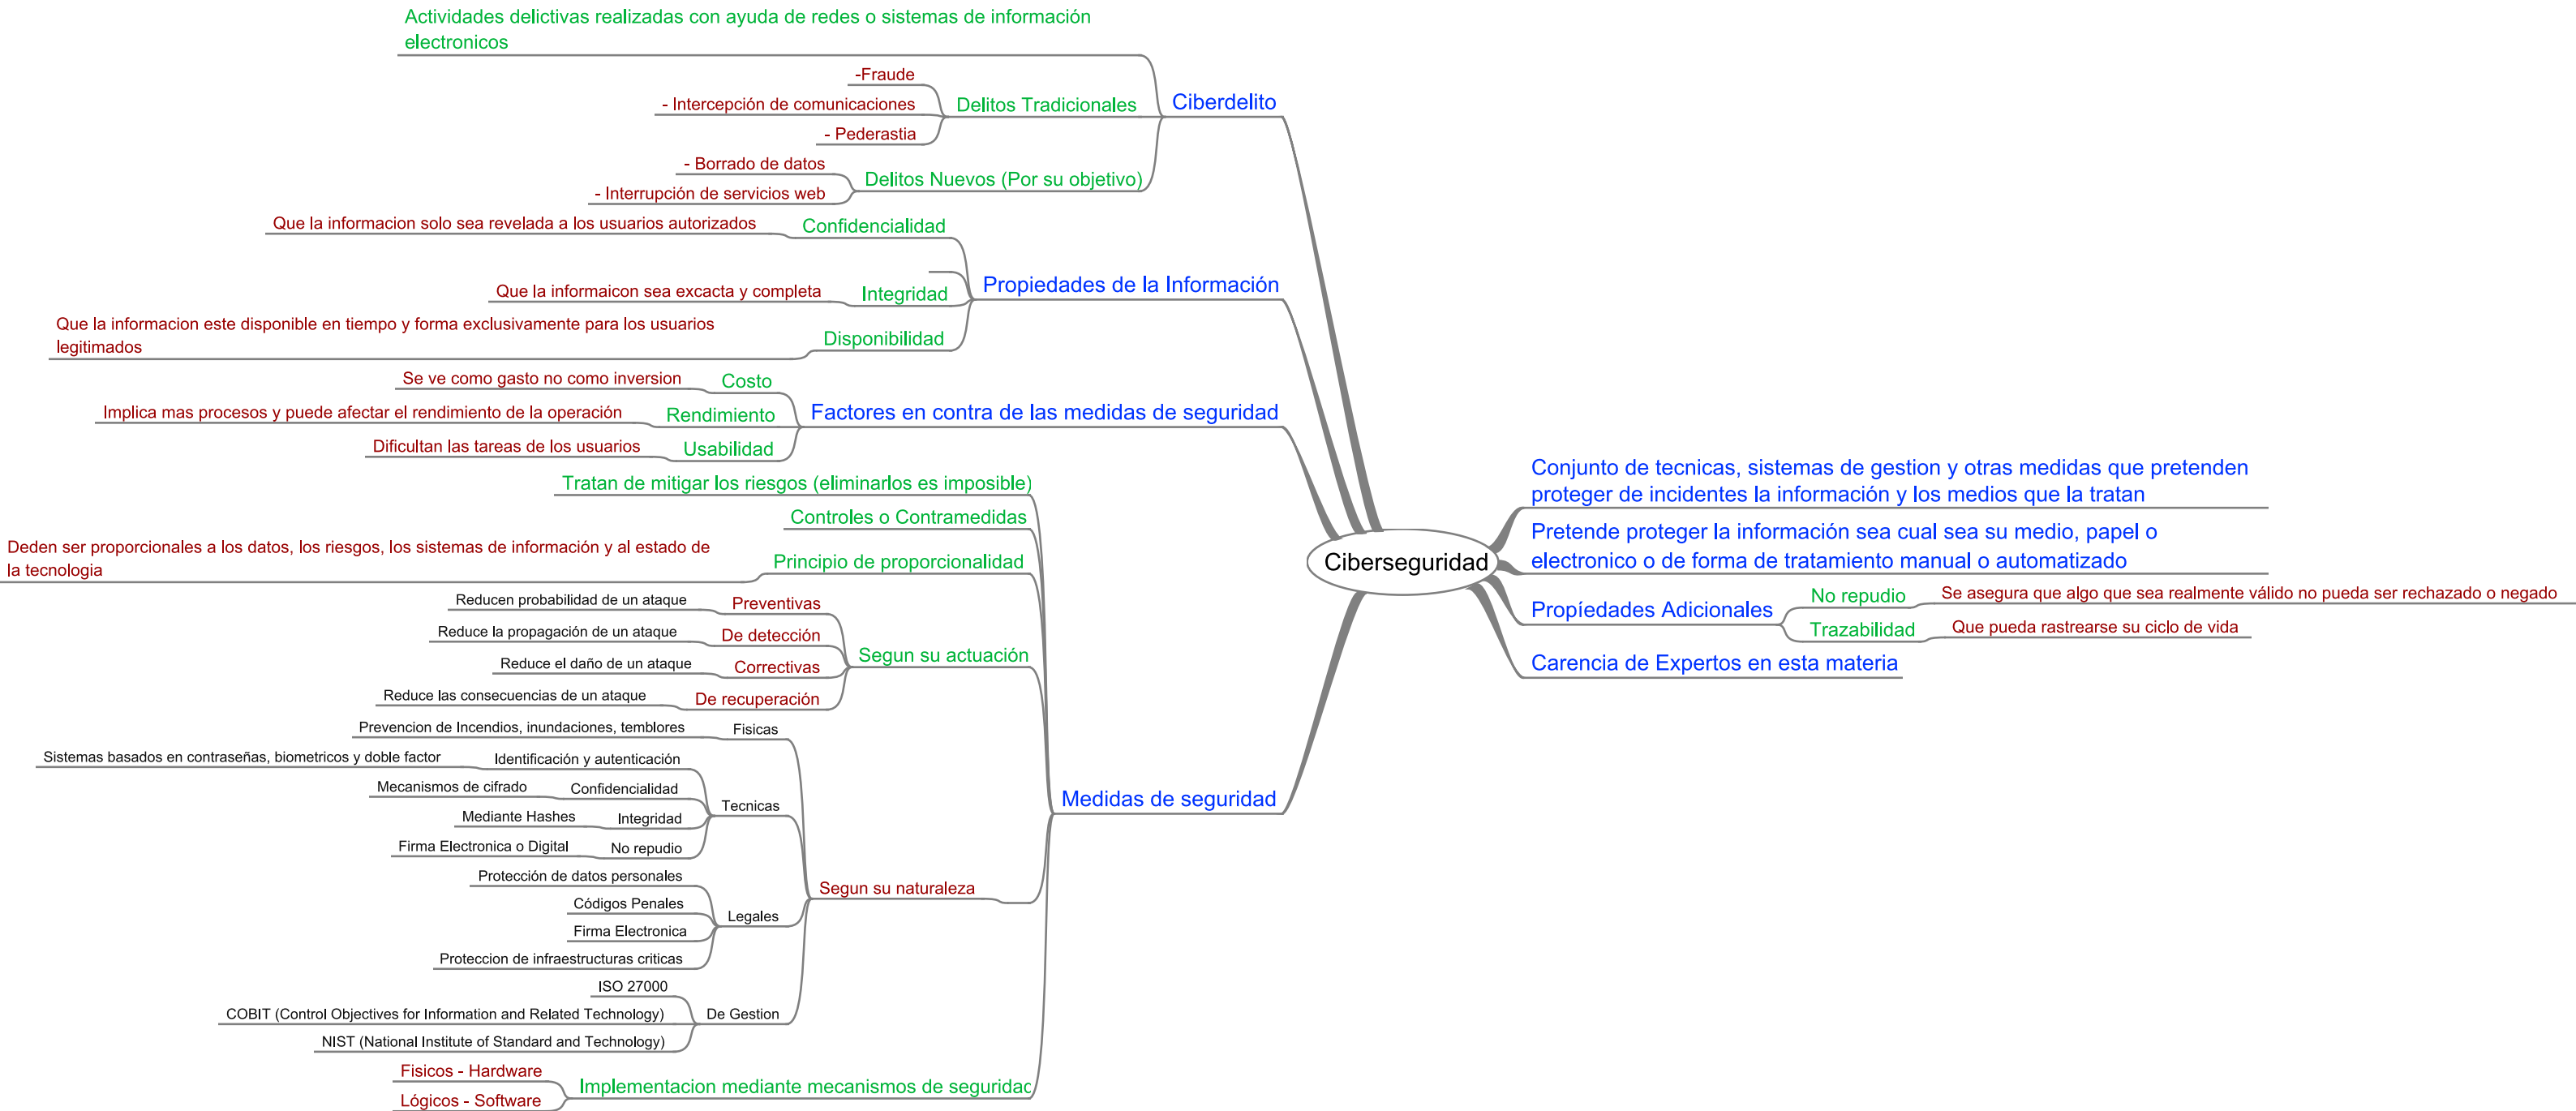 Actividades delictivas realizadas con ayuda de redes o sistemas de información
electronicos
-Fraude
- Intercepción de comunicaciones
- Pederastia
Delitos Tradicionales
Ciberdelito
- Borrado de datos
- Interrupción de servicios web
Delitos Nuevos (Por su objetivo)
Que la informacion solo sea revelada a los usuarios autorizados
Confidencialidad
Propiedades de la Información
Que la informaicon sea excacta y completa
Integridad
Que la informacion este disponible en tiempo y forma exclusivamente para los usuarios
legitimados
Disponibilidad
Se ve como gasto no como inversion
Costo
Implica mas procesos y puede afectar el rendimiento de la operación
Rendimiento
Factores en contra de las medidas de seguridad
Dificultan las tareas de los usuarios
Usabilidad
Tratan de mitigar los riesgos (eliminarlos es imposible)
Controles o Contramedidas
Deden ser proporcionales a los datos, los riesgos, los sistemas de información y al estado de
la tecnologia
Principio de proporcionalidad
Reducen probabilidad de un ataque
Preventivas
Reduce la propagación de un ataque
De detección
Segun su actuación
Reduce el daño de un ataque
Correctivas
Reduce las consecuencias de un ataque
De recuperación
Prevencion de Incendios, inundaciones, temblores
Fisicas
Sistemas basados en contraseñas, biometricos y doble factor
Identificación y autenticación
Mecanismos de cifrado
Confidencialidad
Tecnicas
Medidas de seguridad
Mediante Hashes
Integridad
Firma Electronica o Digital
No repudio
Protección de datos personales
Segun su naturaleza
Códigos Penales
Legales
Firma Electronica
Proteccion de infraestructuras criticas
ISO 27000
COBIT (Control Objectives for Information and Related Technology)
De Gestion
NIST (National Institute of Standard and Technology)
Fisicos - Hardware
Implementacion mediante mecanismos de seguridad
Lógicos - Software
Ciberseguridad
Conjunto de tecnicas, sistemas de gestion y otras medidas que pretenden
proteger de incidentes la información y los medios que la tratan
Pretende proteger la información sea cual sea su medio, papel o
electronico o de forma de tratamiento manual o automatizado
Propíedades Adicionales
No repudio
Se asegura que algo que sea realmente válido no pueda ser rechazado o negado
Trazabilidad
Que pueda rastrearse su ciclo de vida
Carencia de Expertos en esta materia